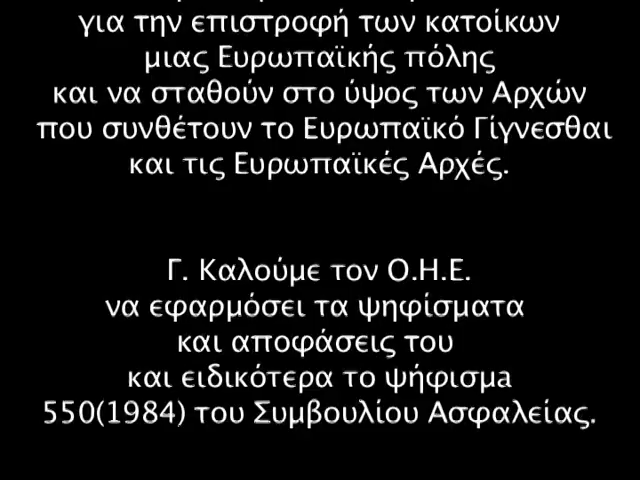 για την επιστροφή των κατοίκων
μιας Ευρωπαϊκής πόλης
και να σταθούν στο ύψος των Αρχών
που συνθέτουν το Ευρωπαϊκό Γίγνεσθαι
και τις Ευρωπαϊκές Αρχές.
Γ. Καλούμε τον Ο.Η.Ε.
να εφαρμόσει τα ψηφίσματα
και αποφάσεις του
και ειδικότερα το ψήφισμα
550(1984) του Συμβουλίου Ασφαλείας.